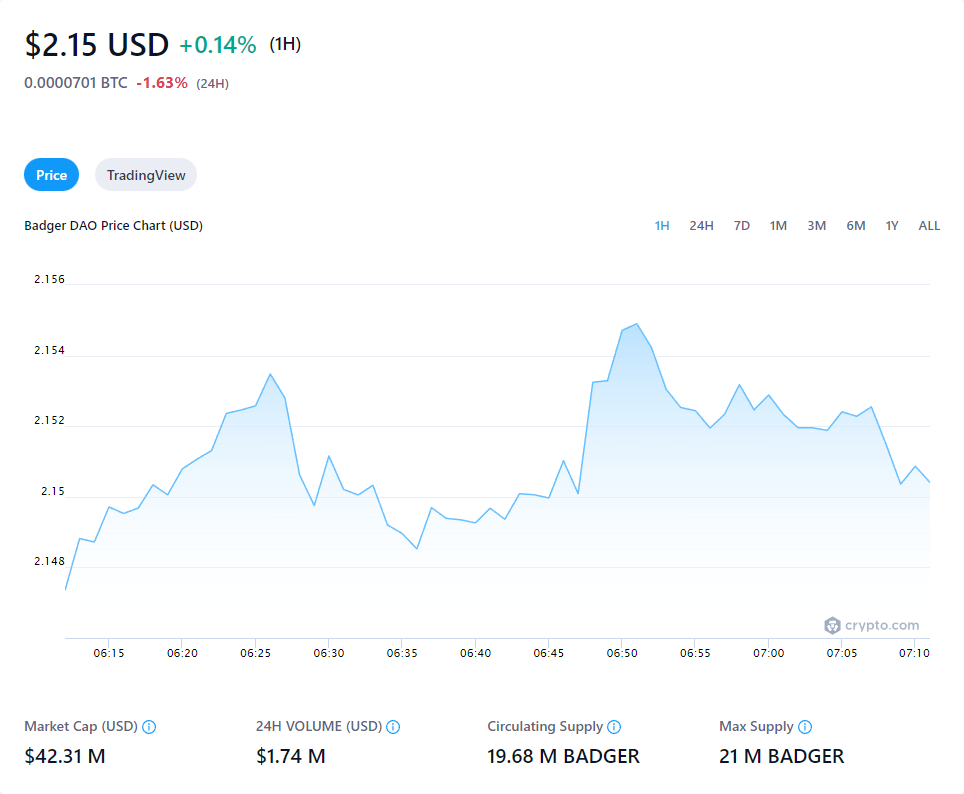 $2.15 USD +0.14% (1H)
0.0000701 BTC -1.63% (24H)
Price TradingView
Badger DAO Price Chart (USD) 1H 24H 7D 1M 3M 6M 1Y ALL
2.156
2.154
2.152
2.15
2.148
crypto.com
06:15 06:20 06:25 06:30 06:35 06:40 06:45 06:50 06:55 07:00 07:05 07:10
Market Cap (USD) 24H VOLUME (USD) Circulating Supply Max Supply
$42.31 M $1.74 M 19.68 M BADGER 21 M BADGER